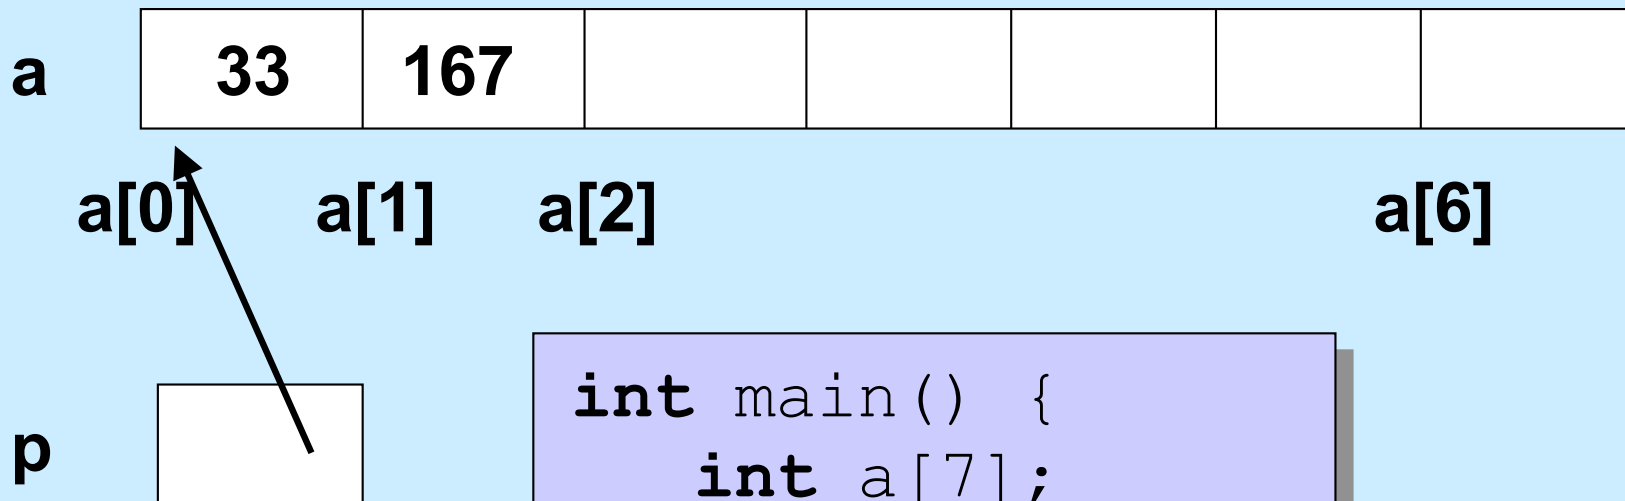 a 33 167
a[0] a[1] a[2] a[6]
int main() {
p
int a[7];